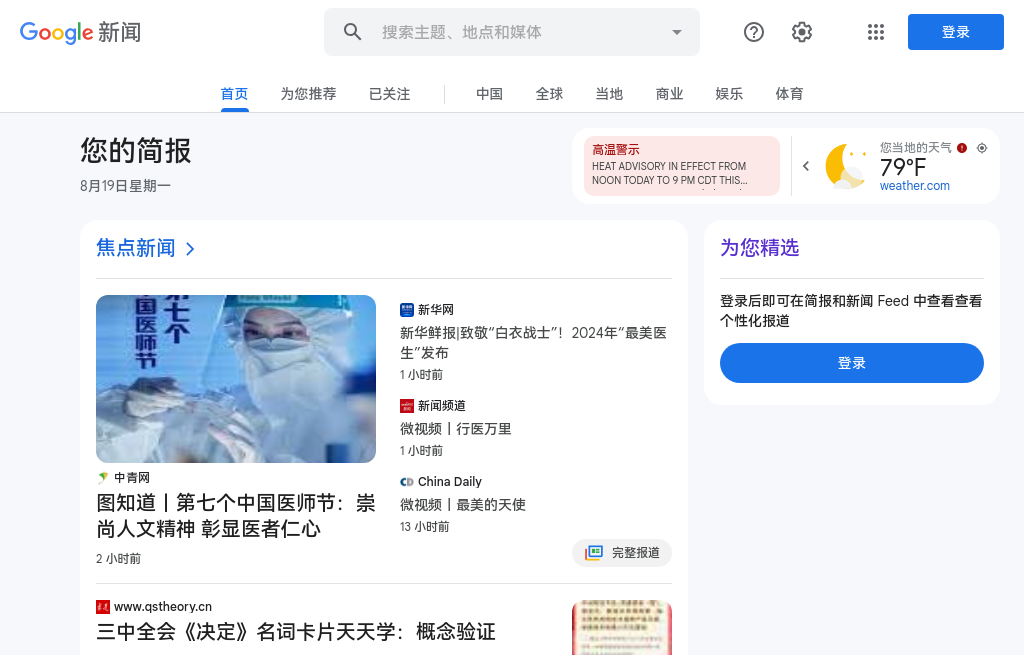 Google 新闻
搜索主题、地点和媒体
登录
首页
为您推荐
已关注
中国
全球
当地
商业
娱乐
体育
您的简报
8月19日星期一
高温警示
HEAT ADVISORY IN EFFECT FROM
NOON TODAY TO 9 PM CDT THIS…
您当地的天气
79°F
weather.com
焦点新闻
第七个
中国医师节
中青网
图知道丨第七个中国医师节：崇
尚人文精神 彰显医者仁心
2 小时前
新华网
新华鲜报|致敬“白衣战士”！2024年“最美医
生”发布
1 小时前
新闻频道
微视频丨行医万里
1 小时前
China Daily
微视频丨最美的天使
13 小时前
完整报道
www.qstheory.cn
三中全会《决定》名词卡片天天学：概念验证
为您精选
登录后即可在简报和新闻 Feed 中查看查看
个性化报道
登录